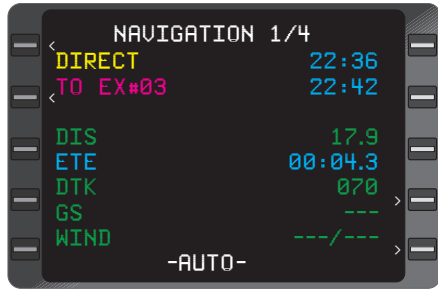 NAVIGATION 1/4
< DIRECT 22:36
< TO EX#03 22:42
DIS 17.9
ETE 00:04.3
DTK 070
GS --- >
WIND ---/--- >
-AUTO-